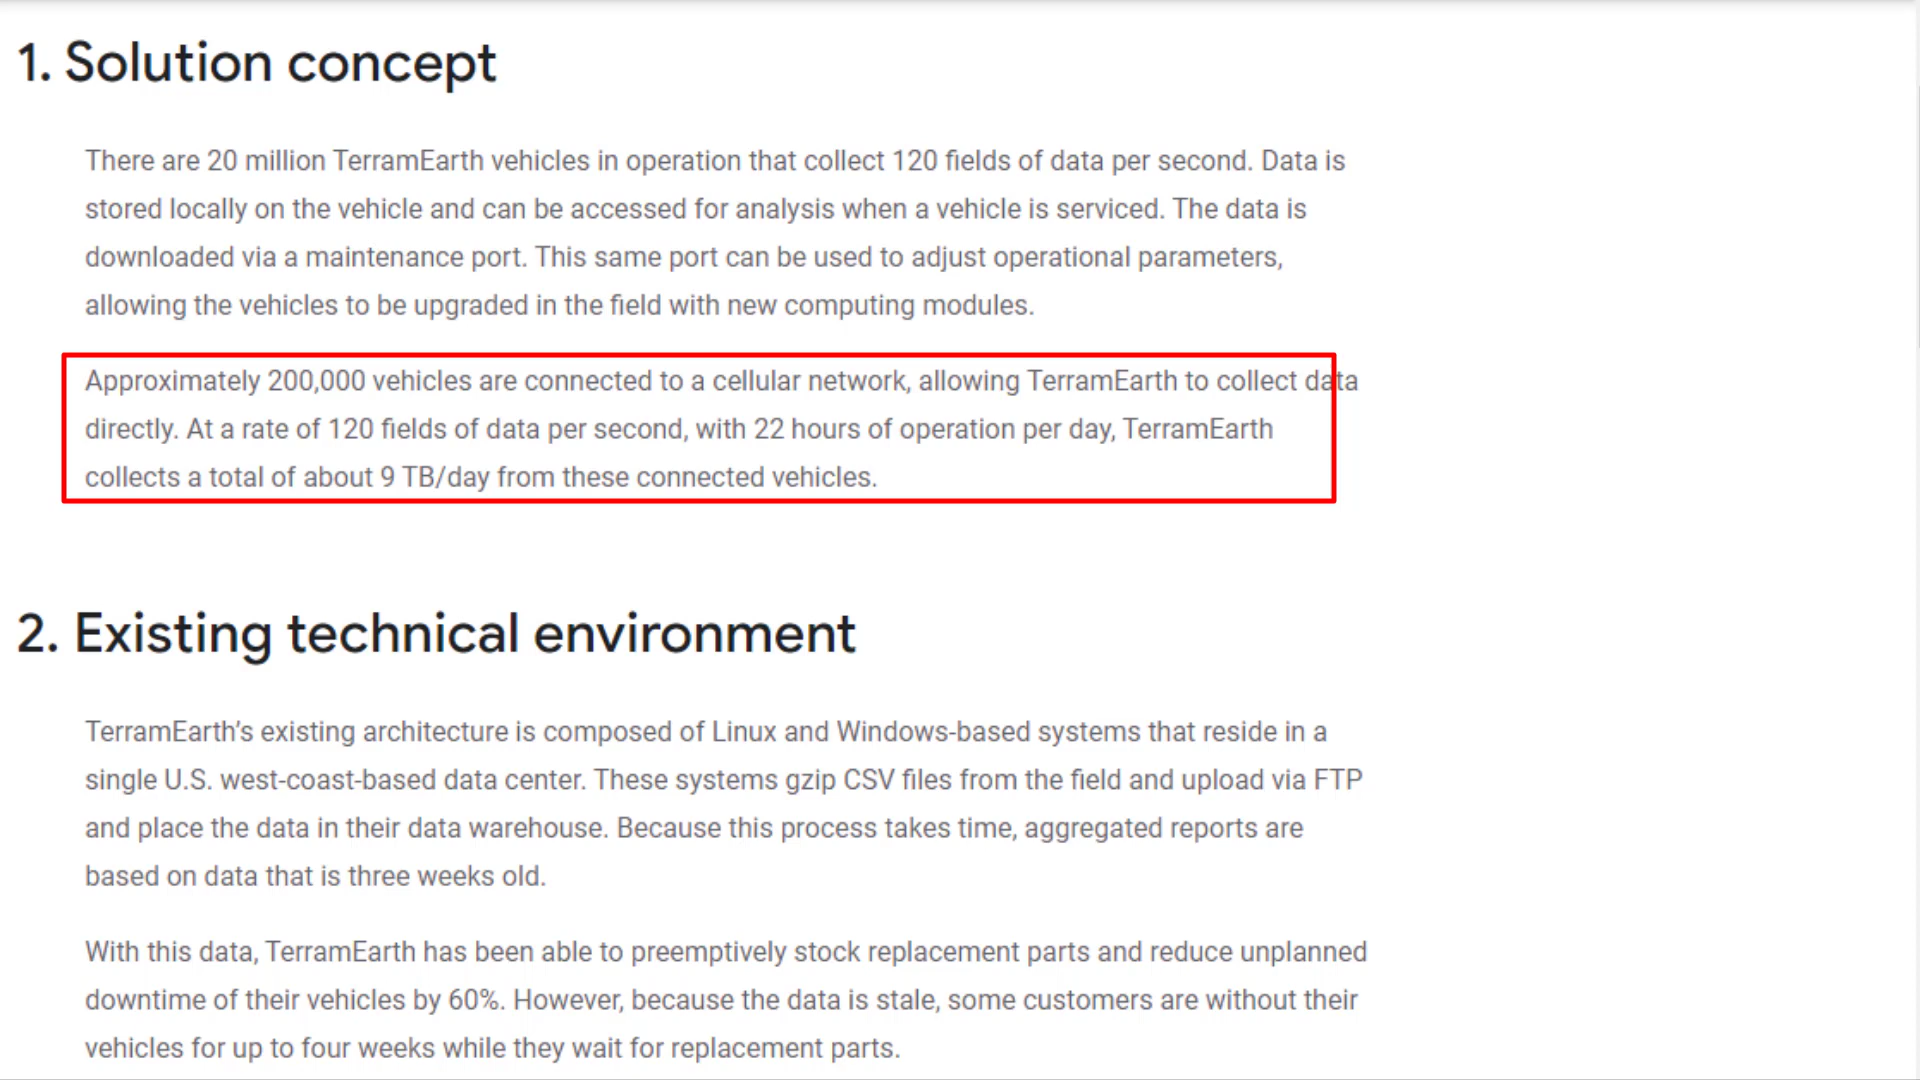 1. Solution concept
There are 20 million TerramEarth vehicles in operation that collect 120 fields of data per second. Data is
stored locally on the vehicle and can be accessed for analysis when a vehicle is serviced. The data is
downloaded via a maintenance port. This same port can be used to adjust operational parameters,
allowing the vehicles to be upgraded in the field with new computing modules.
Approximately 200,000 vehicles are connected to a cellular network, allowing TerramEarth to collect data
directly. At a rate of 120 fields of data per second, with 22 hours of operation per day, TerramEarth
collects a total of about 9 TB/day from these connected vehicles.
2. Existing technical environment
TerramEarth’s existing architecture is composed of Linux and Windows-based systems that reside in a
single U.S. west-coast-based data center. These systems gzip CSV files from the field and upload via FTP
and place the data in their data warehouse. Because this process takes time, aggregated reports are
based on data that is three weeks old.
With this data, TerramEarth has been able to preemptively stock replacement parts and reduce unplanned
downtime of their vehicles by 60%. However, because the data is stale, some customers are without their
vehicles for up to four weeks while they wait for replacement parts.